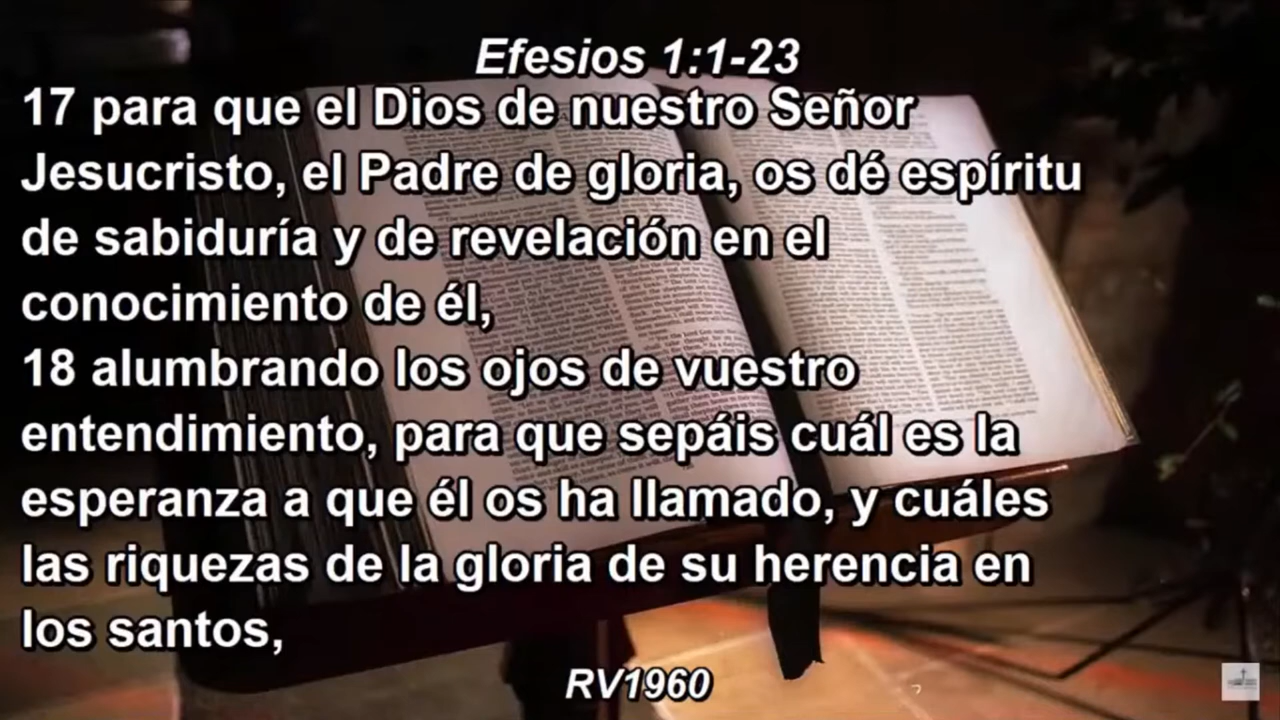 Efesios 1:1-23
17 para que el Dios de nuestro Señor
Jesucristo, el Padre de gloria, os dé espíritu
de sabiduría y de revelación en el
conocimiento de él,
18 alumbrando los ojos de vuestro
entendimiento, para que sepáis cuál es la
esperanza a que él os ha llamado, y cuáles
las riquezas de la gloria de su herencia en
los santos,
RV1960